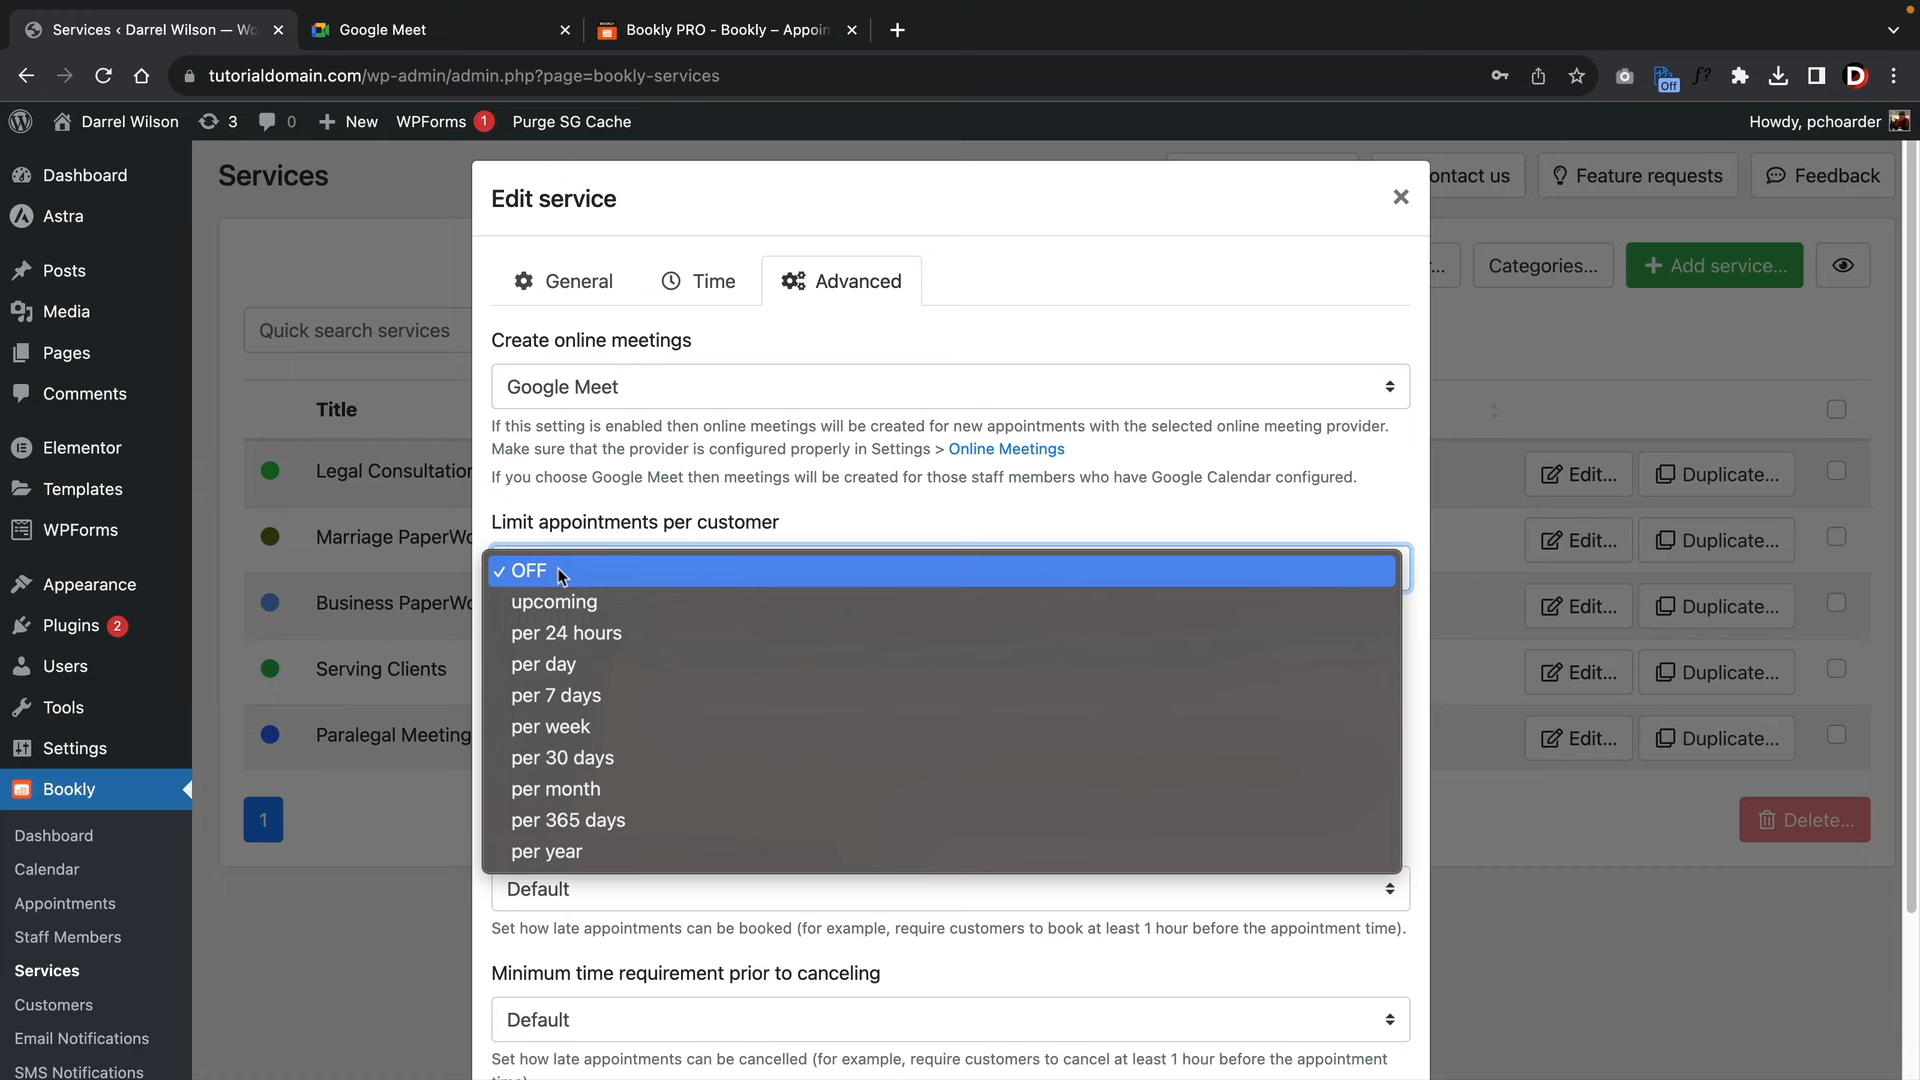 Services ‹ Darrel Wilson — Wo
Google Meet
Bookly PRO - Bookly – Appoin
tutorialdomain.com/wp-admin/admin.php?page=bookly-services
Off
f?
D
Darrel Wilson
3
0
New
WPForms 1
Purge SG Cache
Howdy, pchoarder
Dashboard
Astra
Posts
Media
Pages
Comments
Elementor
Templates
WPForms
Appearance
Plugins 2
Users
Tools
Settings
Bookly
Dashboard
Calendar
Appointments
Staff Members
Services
Customers
Email Notifications
SMS Notifications
Services
ontact us
Feature requests
Feedback
...
Categories...
Add service...
Quick search services
Title
Legal Consultation
Edit...
Duplicate...
Marriage PaperWo
Edit...
Duplicate...
Business PaperWo
Edit...
Duplicate...
Serving Clients
Edit...
Duplicate...
Paralegal Meeting
Edit...
Duplicate...
1
Delete...
Edit service
General
Time
Advanced
Create online meetings
Google Meet
If this setting is enabled then online meetings will be created for new appointments with the selected online meeting provider.
Make sure that the provider is configured properly in Settings > Online Meetings
If you choose Google Meet then meetings will be created for those staff members who have Google Calendar configured.
Limit appointments per customer
OFF
upcoming
per 24 hours
per day
per 7 days
per week
per 30 days
per month
per 365 days
per year
Default
Set how late appointments can be booked (for example, require customers to book at least 1 hour before the appointment time).
Minimum time requirement prior to canceling
Default
Set how late appointments can be cancelled (for example, require customers to cancel at least 1 hour before the appointment